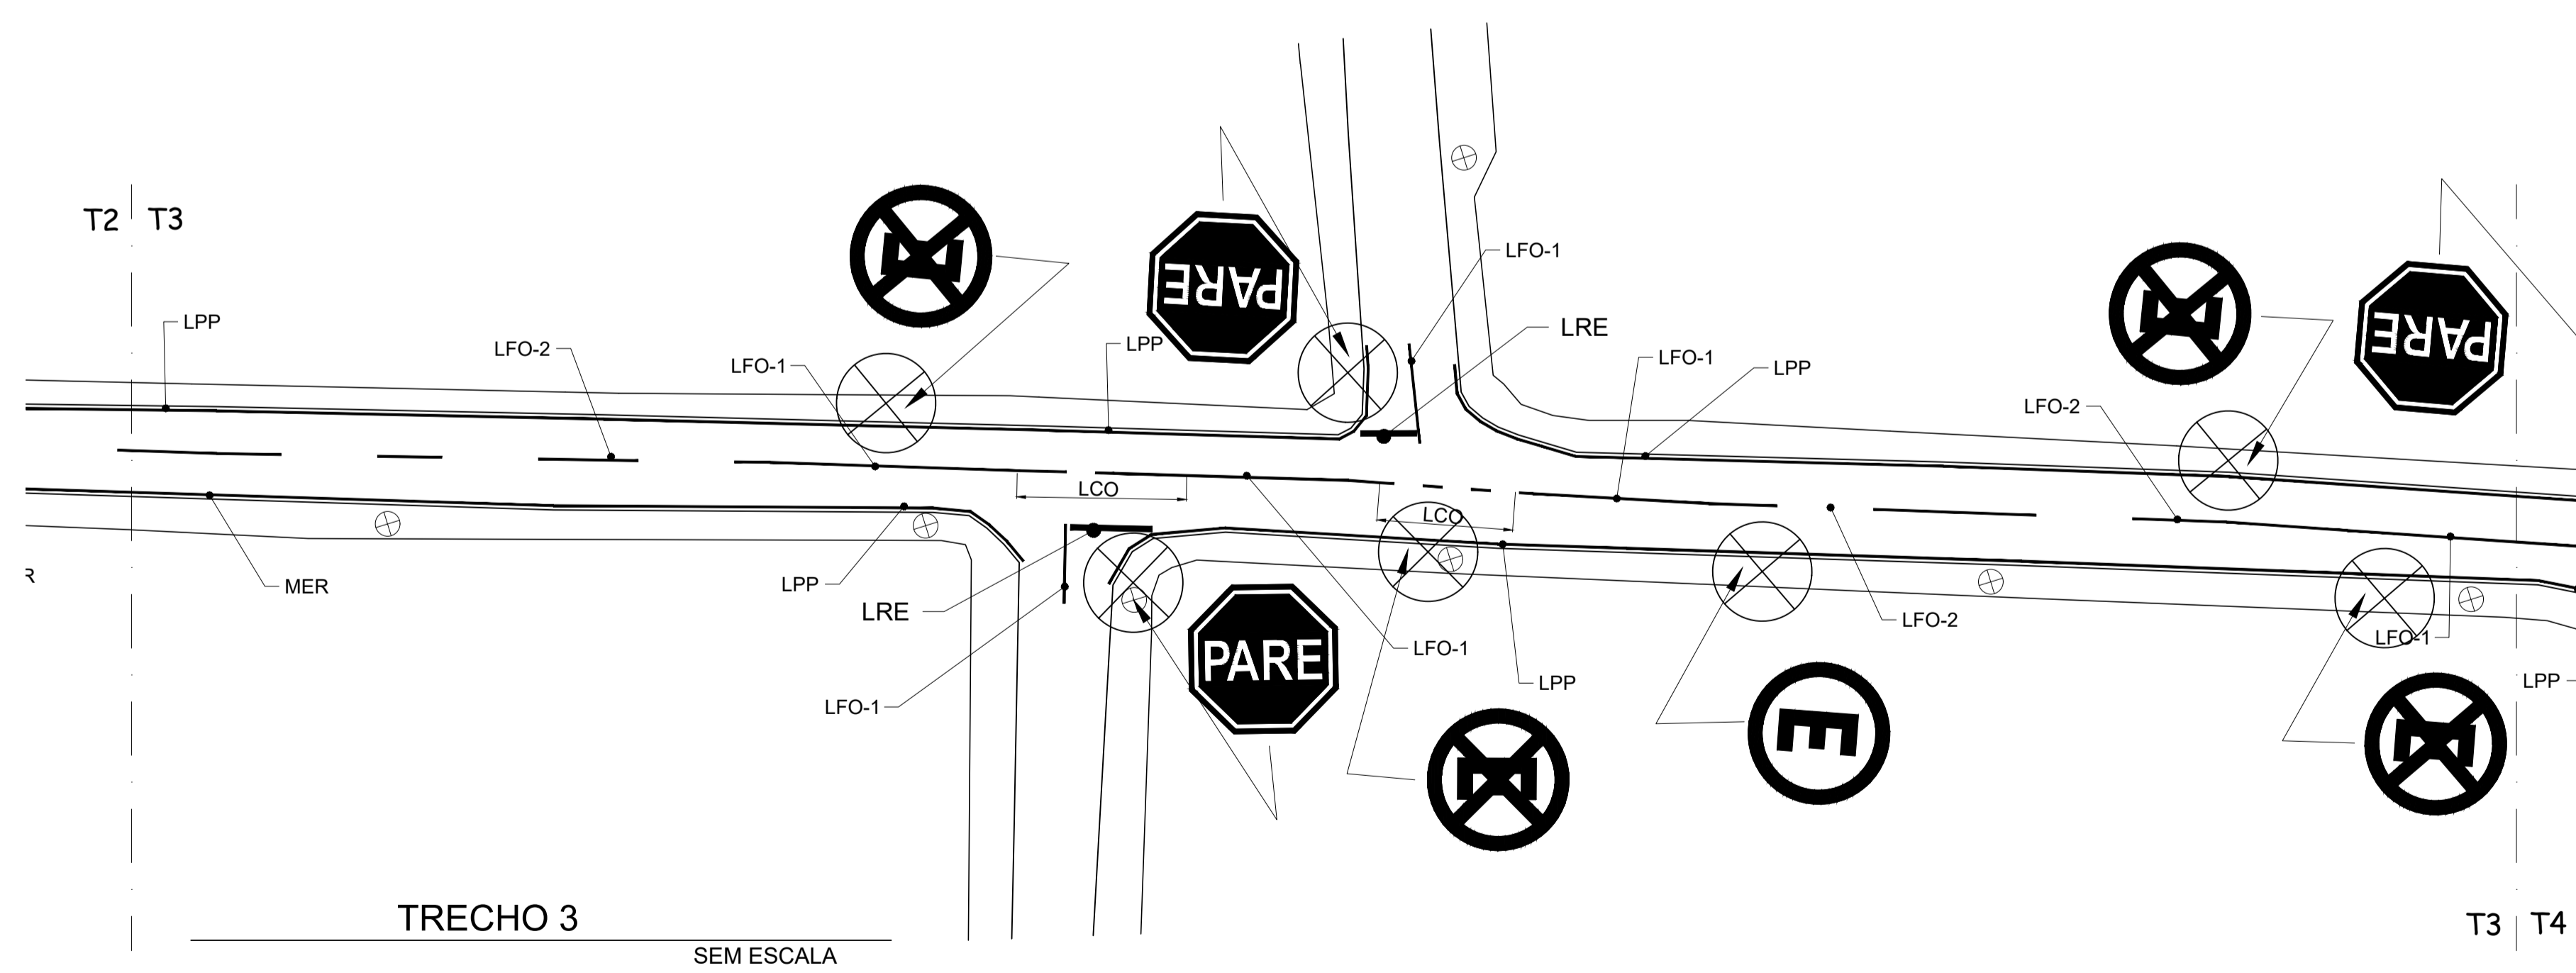 T2 T3
LPP
LFO-2
LFO-1
LPP
PARE
LFO-1
LRE
LFO-1
LPP
LFO-2
PARE
LCO
LCO
R
MER
LPP
LRE
LFO-1
PARE
LFO-1
LPP
E
LFO-2
LFO-1
LPP
TRECHO 3
SEM ESCALA
T3 T4